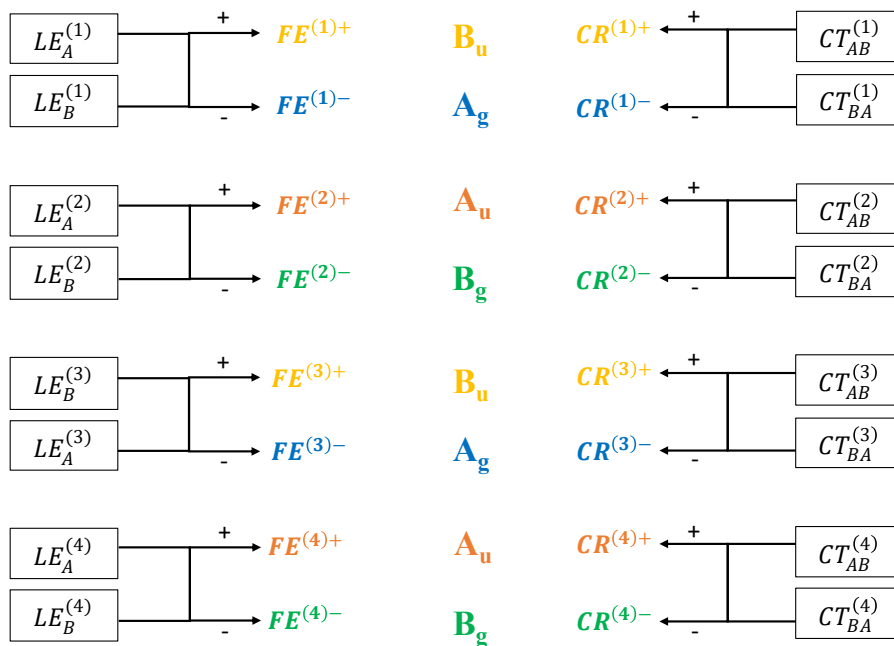 LE_A^(1) + FE^(1)+ B_u CR^(1)+ + CT_AB^(1)
LE_B^(1) - FE^(1)− A_g CR^(1)− - CT_BA^(1)
LE_A^(2) + FE^(2)+ A_u CR^(2)+ + CT_AB^(2)
LE_B^(2) - FE^(2)− B_g CR^(2)− - CT_BA^(2)
LE_B^(3) + FE^(3)+ B_u CR^(3)+ + CT_AB^(3)
LE_A^(3) - FE^(3)− A_g CR^(3)− - CT_BA^(3)
LE_A^(4) + FE^(4)+ A_u CR^(4)+ + CT_AB^(4)
LE_B^(4) - FE^(4)− B_g CR^(4)− - CT_BA^(4)